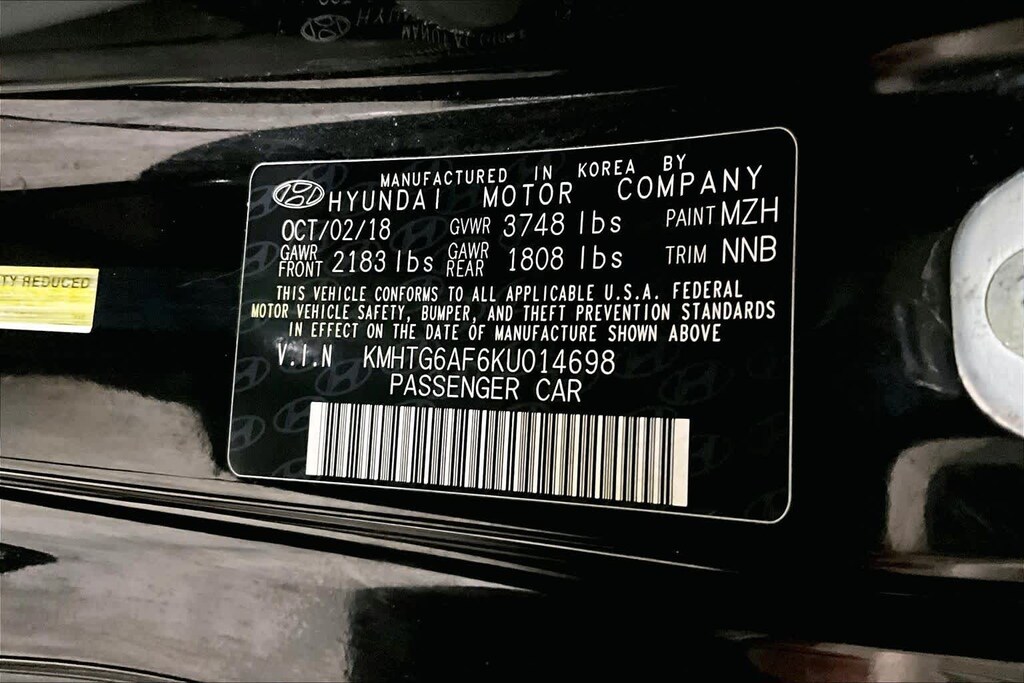 MANUFACTURED IN KOREA BY
HYUNDAI MOTOR COMPANY
OCT/02/18 GVWR 3748 lbs PAINT MZH
GAWR FRONT 2183 lbs GAWR REAR 1808 lbs TRIM NNB
THIS VEHICLE CONFORMS TO ALL APPLICABLE U.S.A. FEDERAL
MOTOR VEHICLE SAFETY, BUMPER, AND THEFT PREVENTION STANDARDS
IN EFFECT ON THE DATE OF MANUFACTURE SHOWN ABOVE
V.I.N KMHTG6AF6KU014698
PASSENGER CAR
TY REDUCED